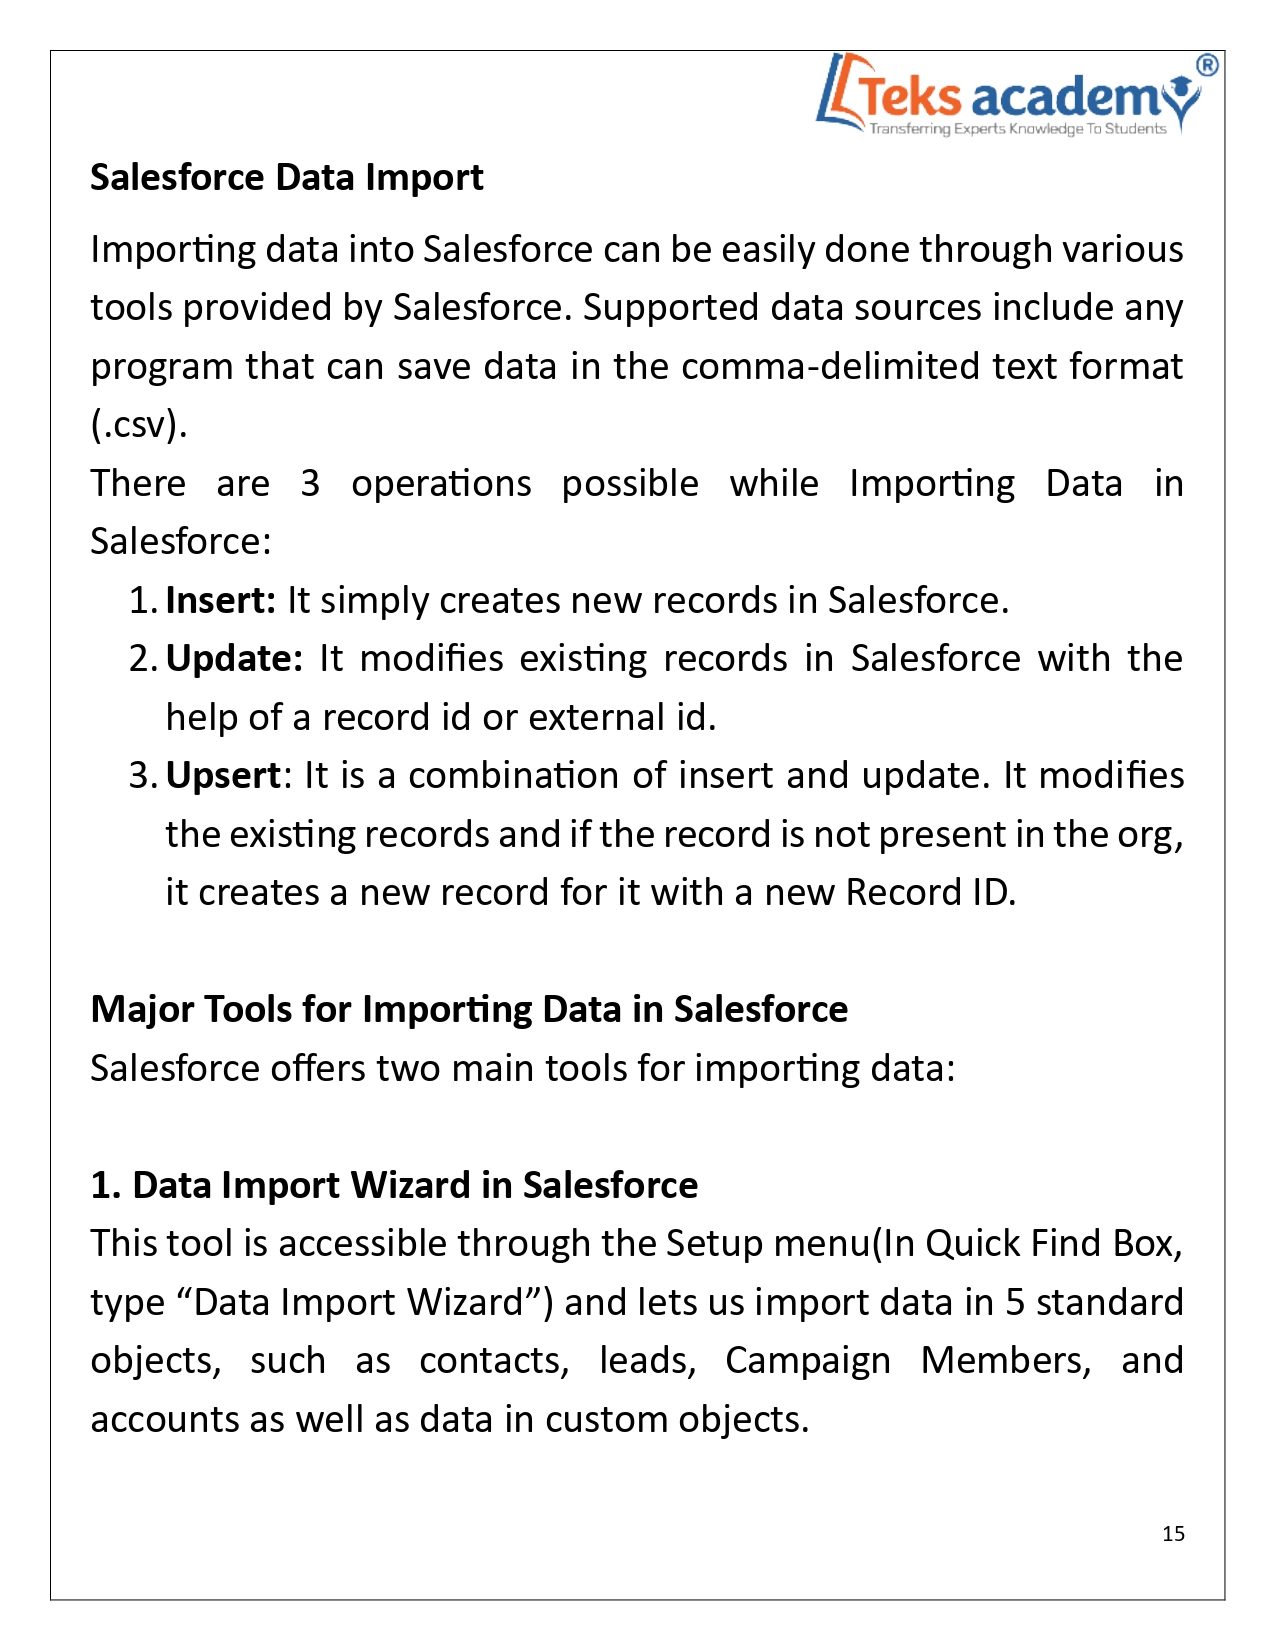 Teks academy ®
Transferring Experts Knowledge To Students
Salesforce Data Import
Importing data into Salesforce can be easily done through various
tools provided by Salesforce. Supported data sources include any
program that can save data in the comma-delimited text format
(.csv).
There are 3 operations possible while Importing Data in
Salesforce:
1. Insert: It simply creates new records in Salesforce.
2. Update: It modifies existing records in Salesforce with the
help of a record id or external id.
3. Upsert: It is a combination of insert and update. It modifies
the existing records and if the record is not present in the org,
it creates a new record for it with a new Record ID.
Major Tools for Importing Data in Salesforce
Salesforce offers two main tools for importing data:
1. Data Import Wizard in Salesforce
This tool is accessible through the Setup menu(In Quick Find Box,
type “Data Import Wizard”) and lets us import data in 5 standard
objects, such as contacts, leads, Campaign Members, and
accounts as well as data in custom objects.
15